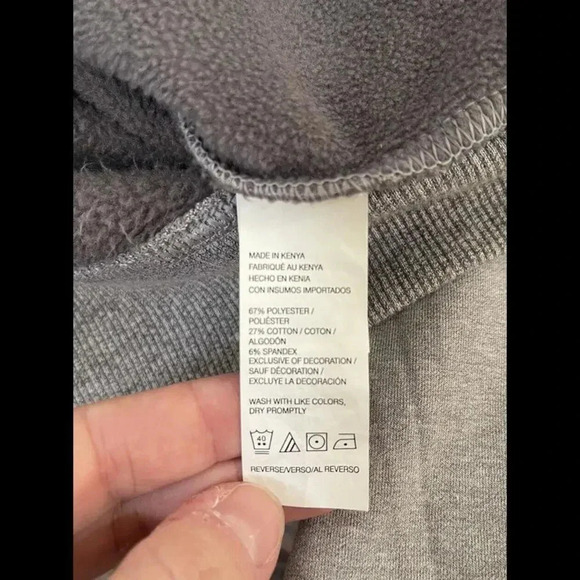 MADE IN KENYA
FABRIQUÉ AU KENYA
HECHO EN KENIA
CON INSUMOS IMPORTADOS
67% POLYESTER /
POLIÉSTER
27% COTTON / COTON /
ALGODÓN
6% SPANDEX
EXCLUSIVE OF DECORATION /
SAUF DÉCORATION /
EXCLUYE LA DECORACIÓN
WASH WITH LIKE COLORS,
DRY PROMPTLY
40
REVERSE/VERSO/AL REVERSO